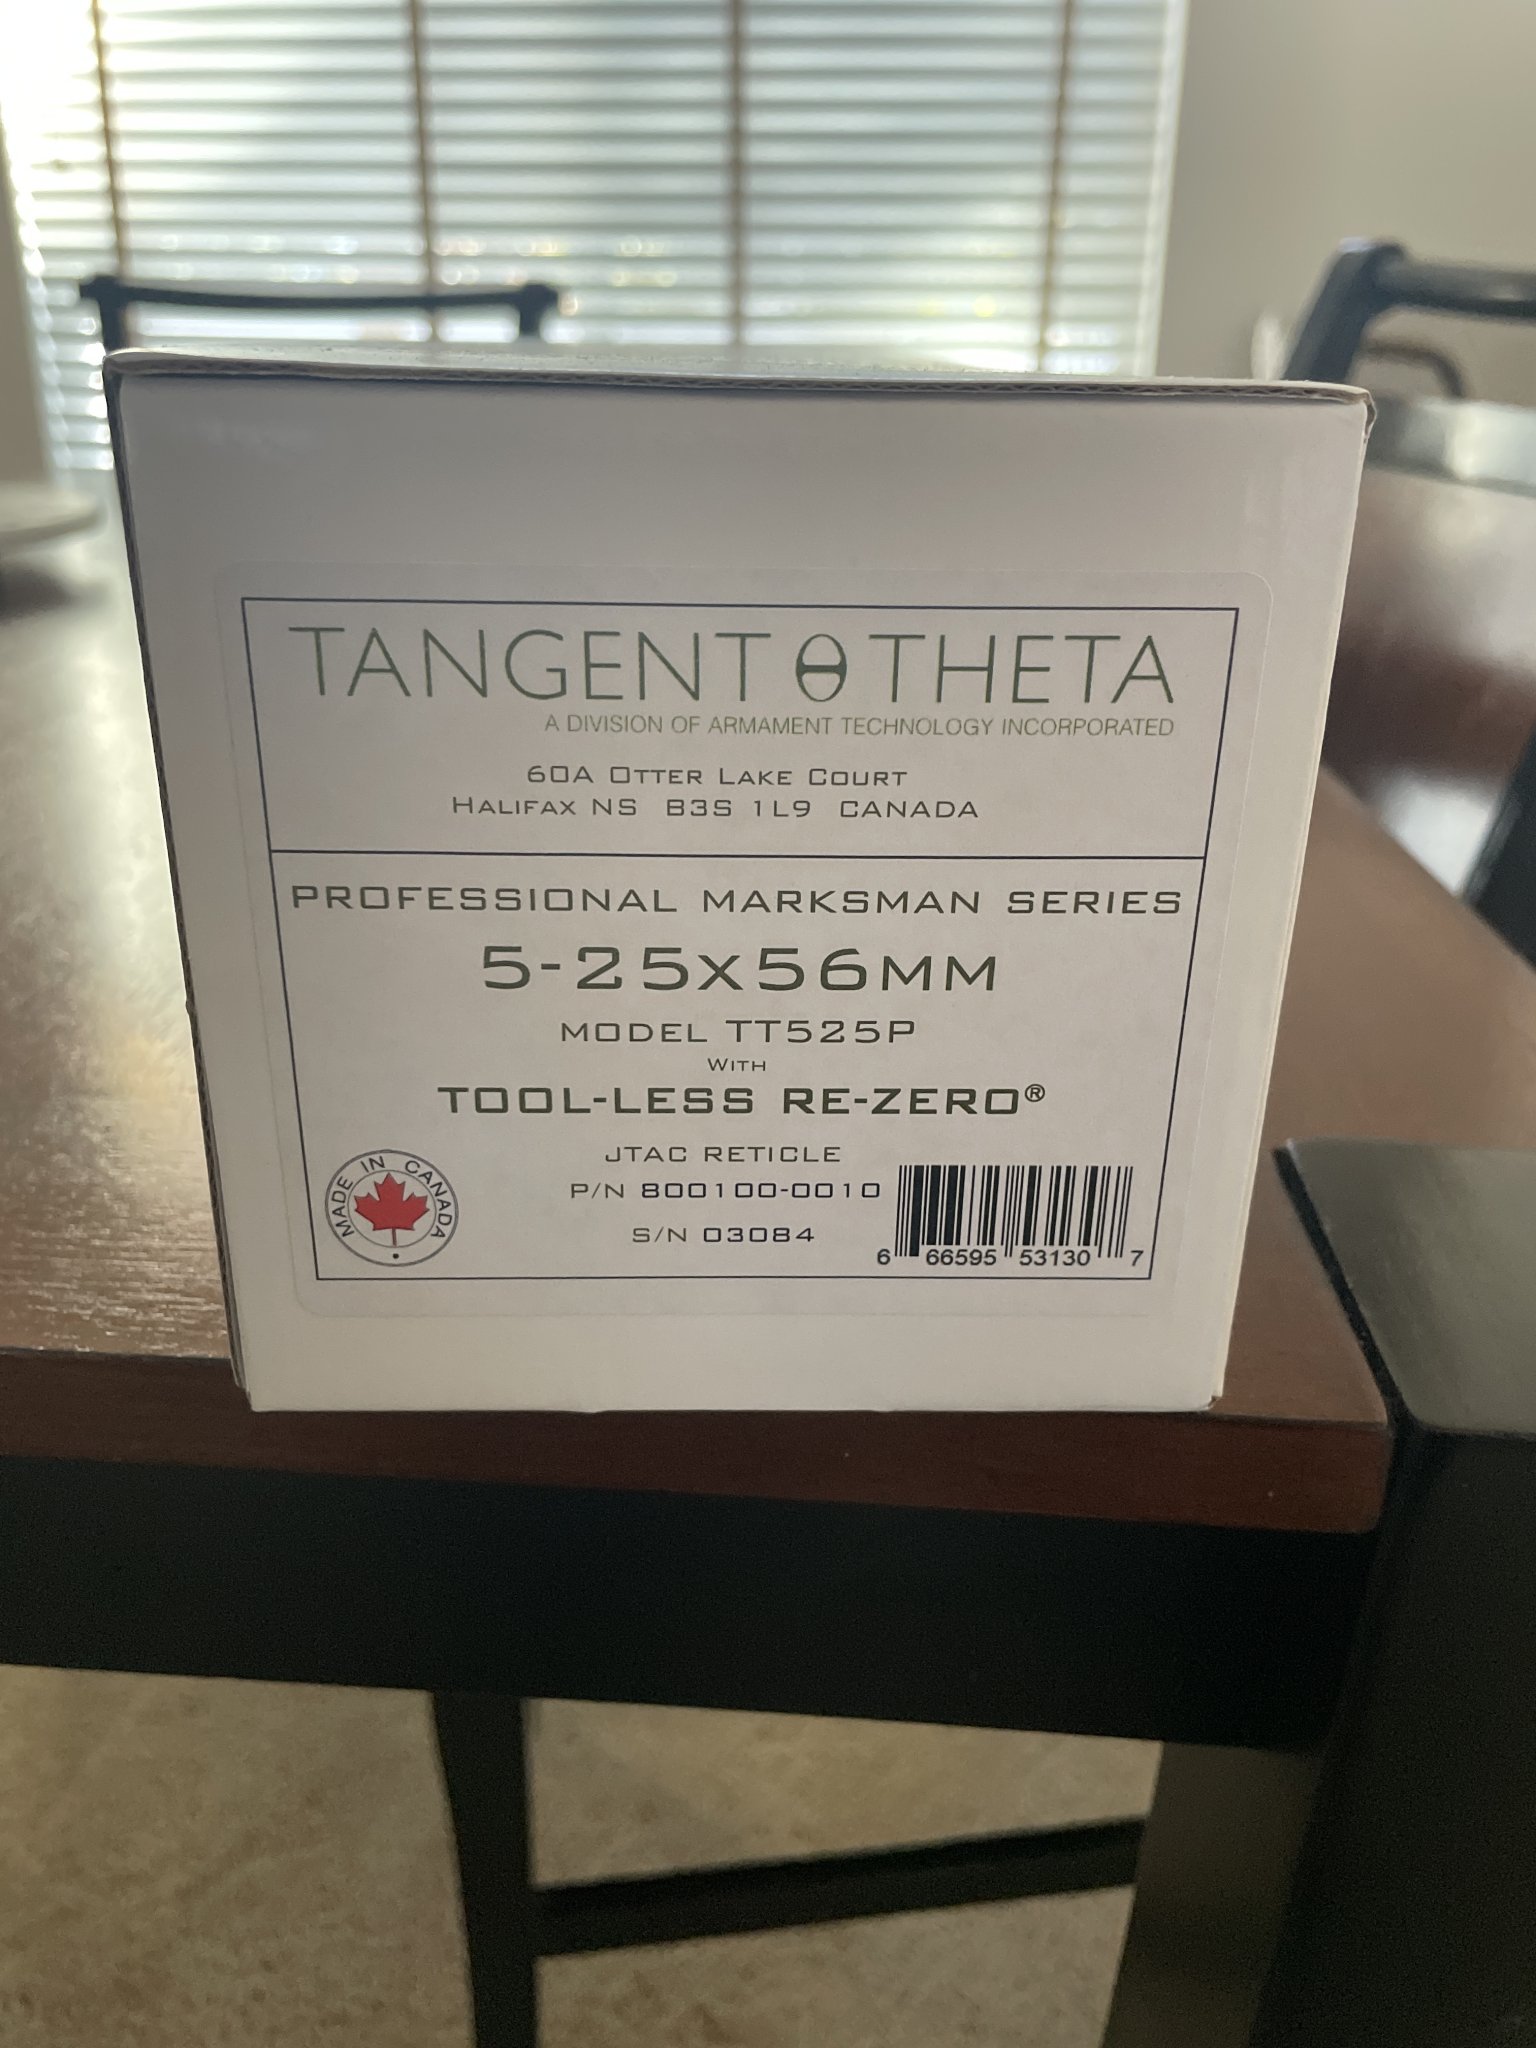 TANGENT THETA
A DIVISION OF ARMAMENT TECHNOLOGY INCORPORATED
60A OTTER LAKE COURT
HALIFAX NS B3S 1L9 CANADA
PROFESSIONAL MARKSMAN SERIES
5-25X56MM
MODEL TT525P
WITH
TOOL-LESS RE-ZERO®
JTAC RETICLE
P/N 800100-0010
S/N 03084
MADE IN CANADA
6 66595 53130 7